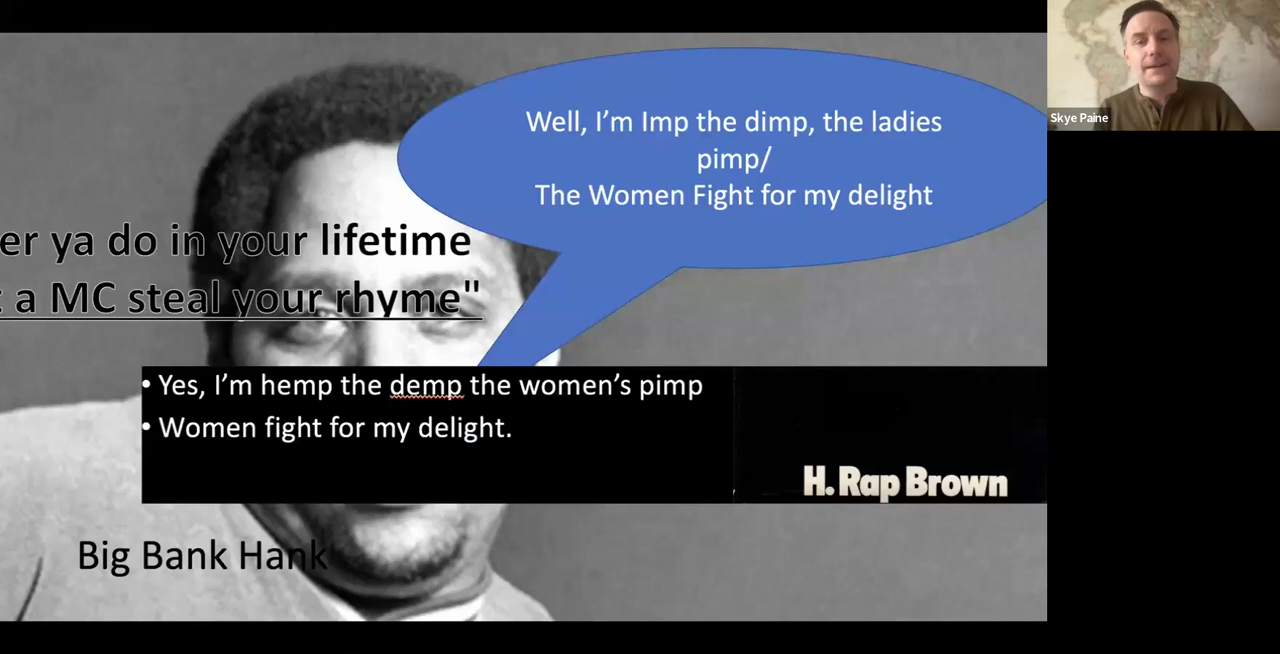 Well, I’m Imp the dimp, the ladies
pimp/
The Women Fight for my delight
Skye Paine
er ya do in your lifetime
a MC steal your rhyme"
• Yes, I’m hemp the demp the women’s pimp
• Women fight for my delight.
H. Rap Brown
Big Bank Hank